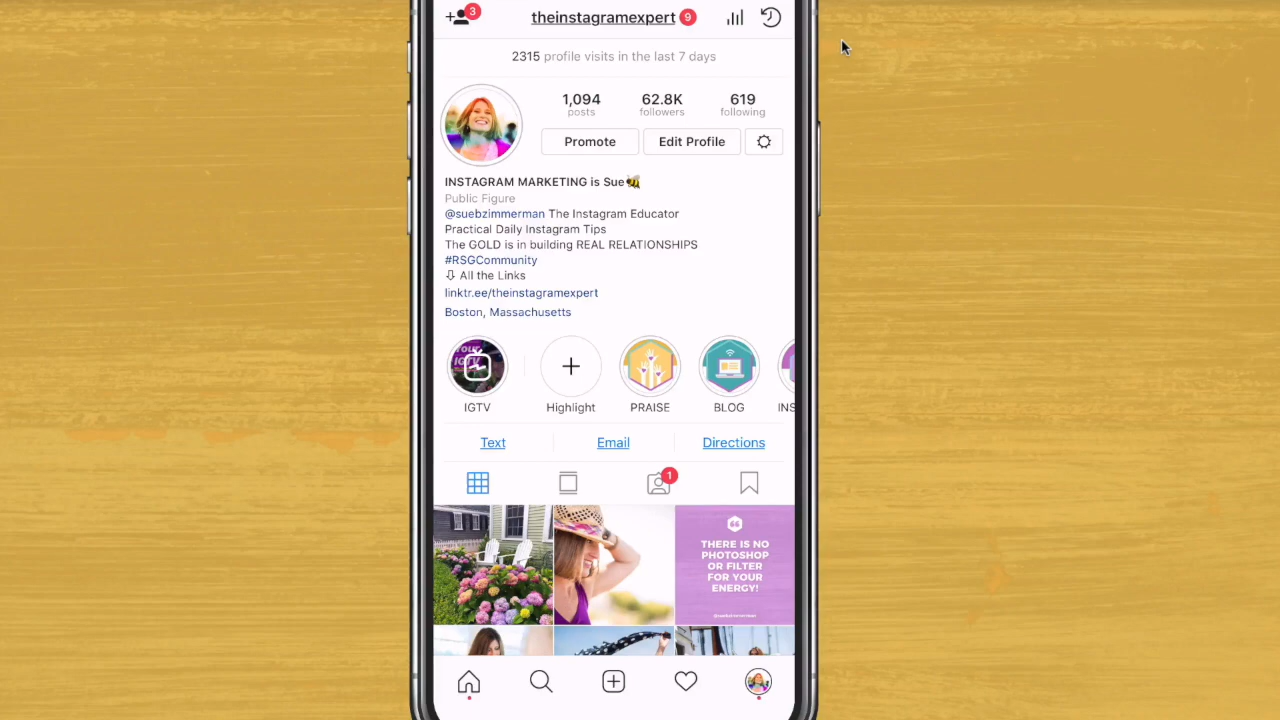 3
theinstagramexpert 9
2315 profile visits in the last 7 days
1,094 62.8K 619
posts followers following
Promote Edit Profile
INSTAGRAM MARKETING is Sue🐝
Public Figure
@suebzimmerman The Instagram Educator
Practical Daily Instagram Tips
The GOLD is in building REAL RELATIONSHIPS
#RSGCommunity
⇩ All the Links
linktr.ee/theinstagramexpert
Boston, Massachusetts
IGTV Highlight PRAISE BLOG INS
Text Email Directions
1
THERE IS NO
PHOTOSHOP
OR FILTER
FOR YOUR
ENERGY!